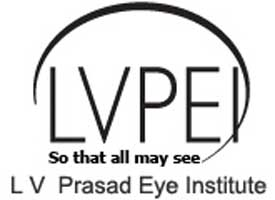 LVPEI
So that all may see
L V Prasad Eye Institute